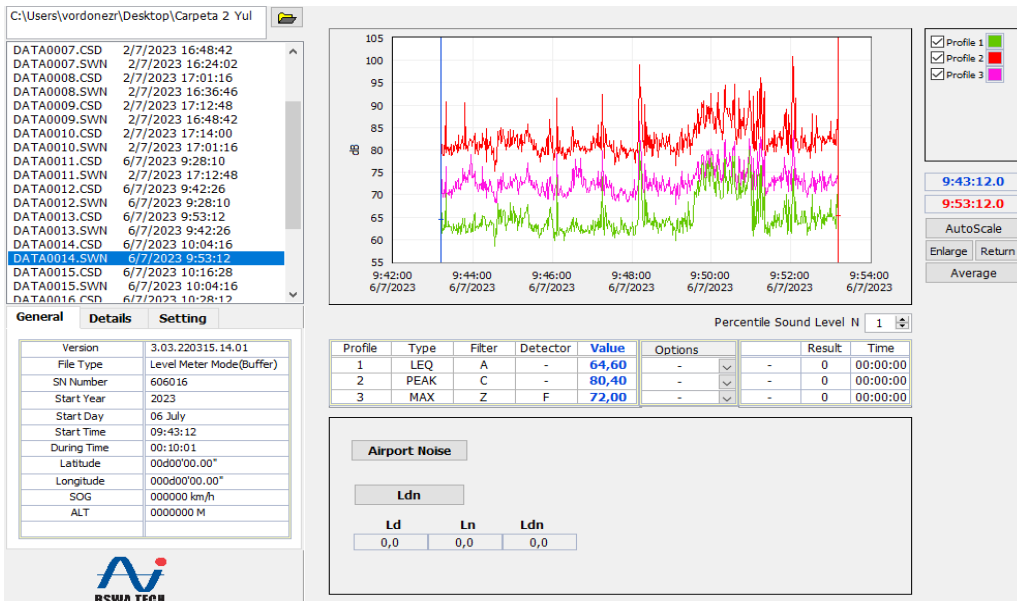 C:\Users\vordonezr\Desktop\Carpeta 2 Yul
DATA0007.CSD 2/7/2023 16:48:42
DATA0007.SWN 2/7/2023 16:24:02
DATA0008.CSD 2/7/2023 17:01:16
DATA0008.SWN 2/7/2023 16:36:46
DATA0009.CSD 2/7/2023 17:12:48
DATA0009.SWN 2/7/2023 16:48:42
DATA0010.CSD 2/7/2023 17:14:00
DATA0010.SWN 2/7/2023 17:01:16
DATA0011.CSD 6/7/2023 9:28:10
DATA0011.SWN 2/7/2023 17:12:48
DATA0012.CSD 6/7/2023 9:42:26
DATA0012.SWN 6/7/2023 9:28:10
DATA0013.CSD 6/7/2023 9:53:12
DATA0013.SWN 6/7/2023 9:42:26
DATA0014.CSD 6/7/2023 10:04:16
DATA0014.SWN 6/7/2023 9:53:12
DATA0015.CSD 6/7/2023 10:16:28
DATA0015.SWN 6/7/2023 10:04:16
DATA0016.CSD 6/7/2023 10:28:12
General Details Setting
Version 3.03.220315.14.01
File Type Level Meter Mode(Buffer)
SN Number 606016
Start Year 2023
Start Day 06 July
Start Time 09:43:12
During Time 00:10:01
Latitude 00d00'00.00"
Longitude 000d00'00.00"
SOG 000000 km/h
ALT 0000000 M
BSWA TECH
105
100
95
90
85
80
75
70
65
60
55
dB
9:42:00 9:44:00 9:46:00 9:48:00 9:50:00 9:52:00 9:54:00
6/7/2023 6/7/2023 6/7/2023 6/7/2023 6/7/2023 6/7/2023 6/7/2023
Profile 1
Profile 2
Profile 3
9:43:12.0
9:53:12.0
AutoScale
Enlarge Return
Average
Percentile Sound Level N 1
Profile Type Filter Detector Value Options Result Time
1 LEQ A - 64,60 - - 0 00:00:00
2 PEAK C - 80,40 - - 0 00:00:00
3 MAX Z F 72,00 - - 0 00:00:00
Airport Noise
Ldn
Ld Ln Ldn
0,0 0,0 0,0